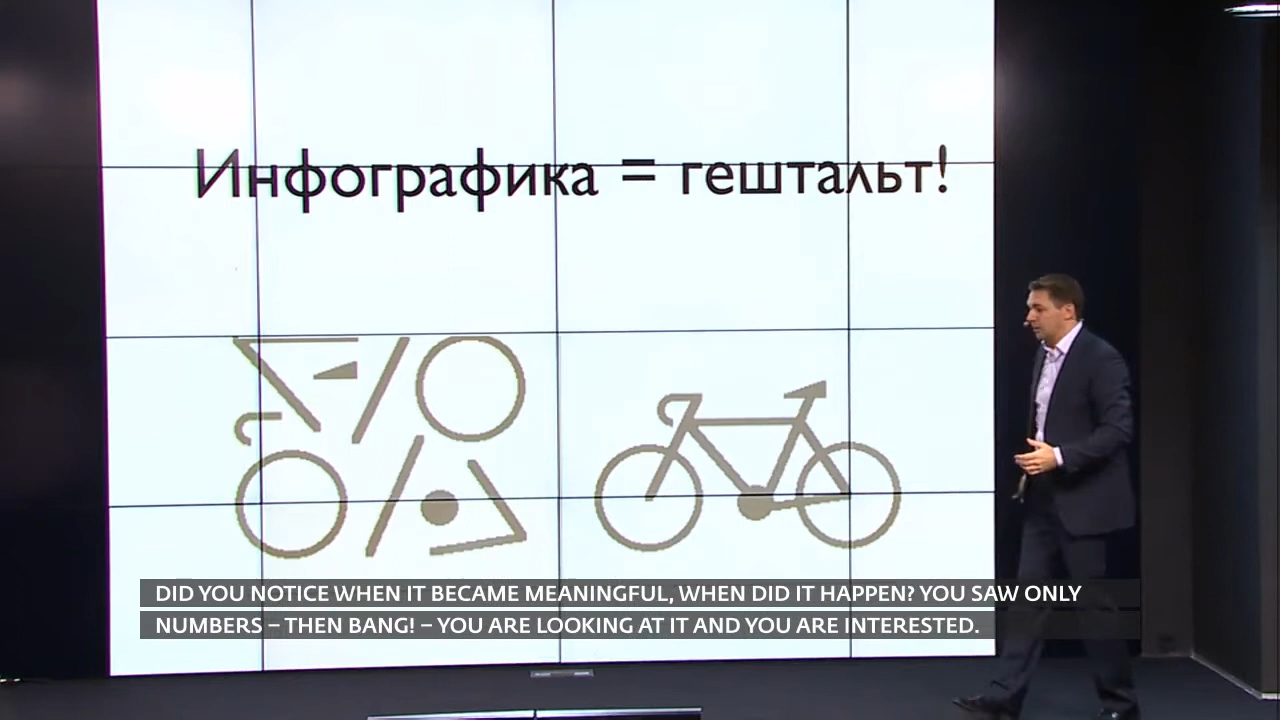 Инфографика = гештальт!
DID YOU NOTICE WHEN IT BECAME MEANINGFUL, WHEN DID IT HAPPEN? YOU SAW ONLY
NUMBERS – THEN BANG! – YOU ARE LOOKING AT IT AND YOU ARE INTERESTED.